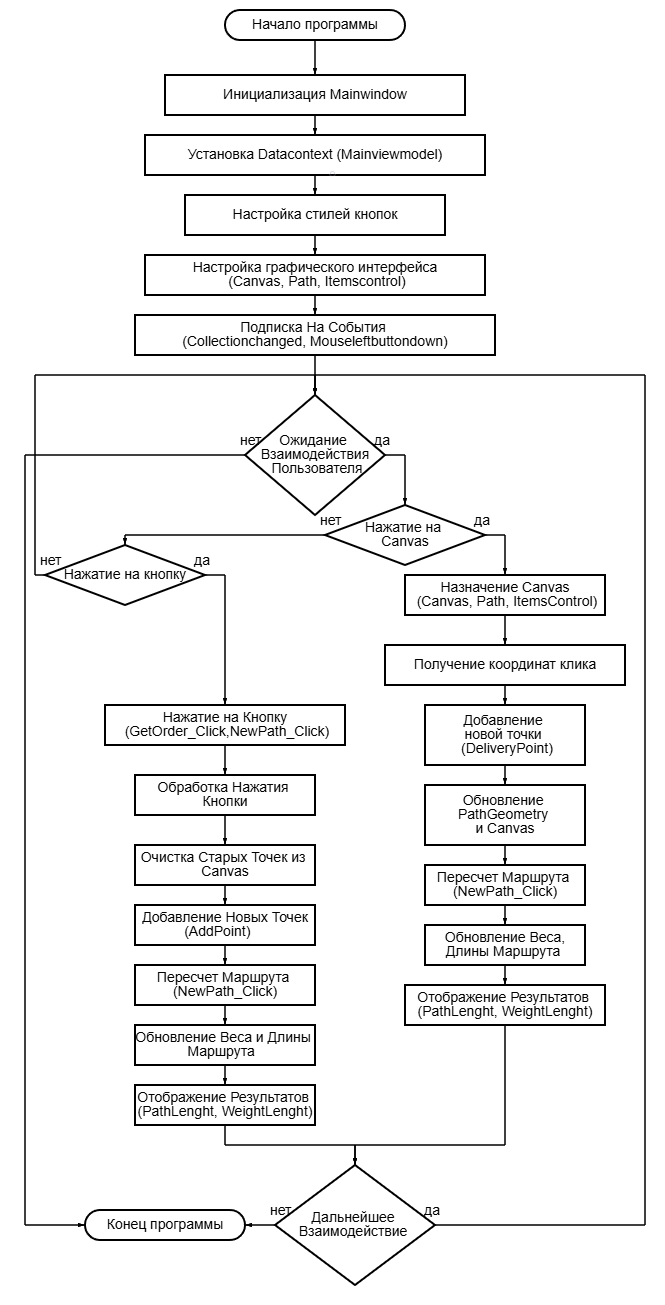 Начало программы
Инициализация Mainwindow
Установка Datacontext (Mainviewmodel)
Настройка стилей кнопок
Настройка графического интерфейса
(Canvas, Path, Itemscontrol)
Подписка На События
(Collectionchanged, Mouseleftbuttondown)
нет
да
Ожидание
Взаимодействия
Пользователя
нет
да
Нажатие на
Canvas
нет
да
Нажатие на кнопку
Назначение Canvas
(Canvas, Path, ItemsControl)
Получение координат клика
Добавление
новой точки
(DeliveryPoint)
Обновление
PathGeometry
и Canvas
Пересчет Маршрута
(NewPath_Click)
Обновление Веса,
Длины Маршрута
Отображение Результатов
(PathLenght, WeightLenght)
Нажатие на Кнопку
(GetOrder_Click,NewPath_Click)
Обработка Нажатия
Кнопки
Очистка Старых Точек из
Canvas
Добавление Новых Точек
(AddPoint)
Пересчет Маршрута
(NewPath_Click)
Обновление Веса и Длины
Маршрута
Отображение Результатов
(PathLenght, WeightLenght)
нет
да
Дальнейшее
Взаимодействие
Конец программы